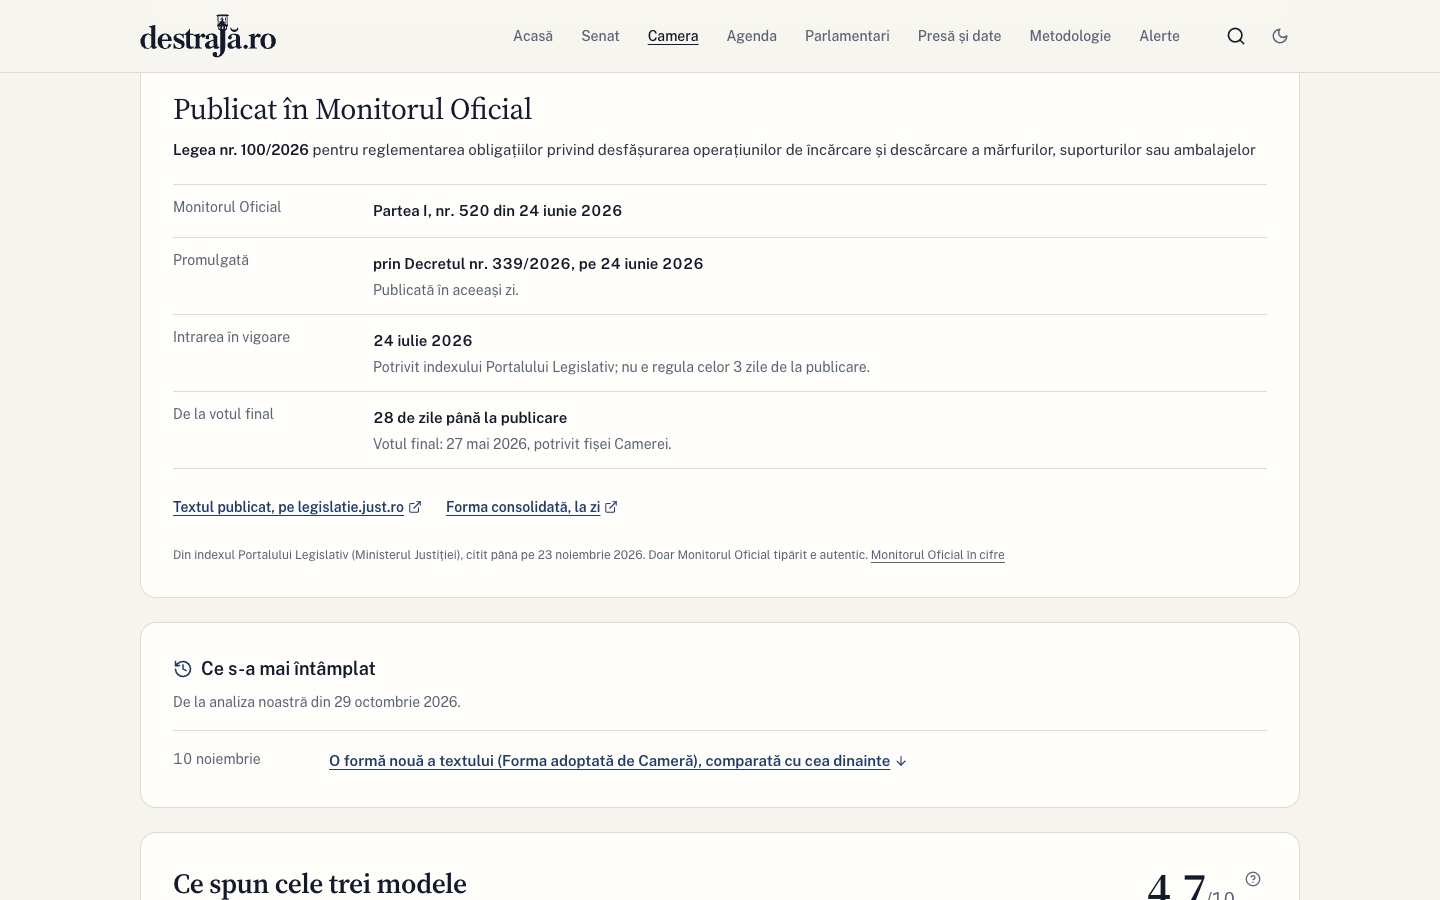 destrajă.ro
Acasă
Senat
Camera
Agenda
Parlamentari
Presă și date
Metodologie
Alerte
Publicat în Monitorul Oficial
Legea nr. 100/2026 pentru reglementarea obligațiilor privind desfășurarea operațiunilor de încărcare și descărcare a mărfurilor, suporturilor sau ambalajelor
Monitorul Oficial
Partea I, nr. 520 din 24 iunie 2026
Promulgată
prin Decretul nr. 339/2026, pe 24 iunie 2026
Publicată în aceeași zi.
Intrarea în vigoare
24 iulie 2026
Potrivit indexului Portalului Legislativ; nu e regula celor 3 zile de la publicare.
De la votul final
28 de zile până la publicare
Votul final: 27 mai 2026, potrivit fișei Camerei.
Textul publicat, pe legislatie.just.ro
Forma consolidată, la zi
Din indexul Portalului Legislativ (Ministerul Justiției), citit până pe 23 noiembrie 2026. Doar Monitorul Oficial tipărit e autentic. Monitorul Oficial în cifre
Ce s-a mai întâmplat
De la analiza noastră din 29 octombrie 2026.
10 noiembrie
O formă nouă a textului (Forma adoptată de Cameră), comparată cu cea dinainte ↓
Ce spun cele trei modele
4,7/10